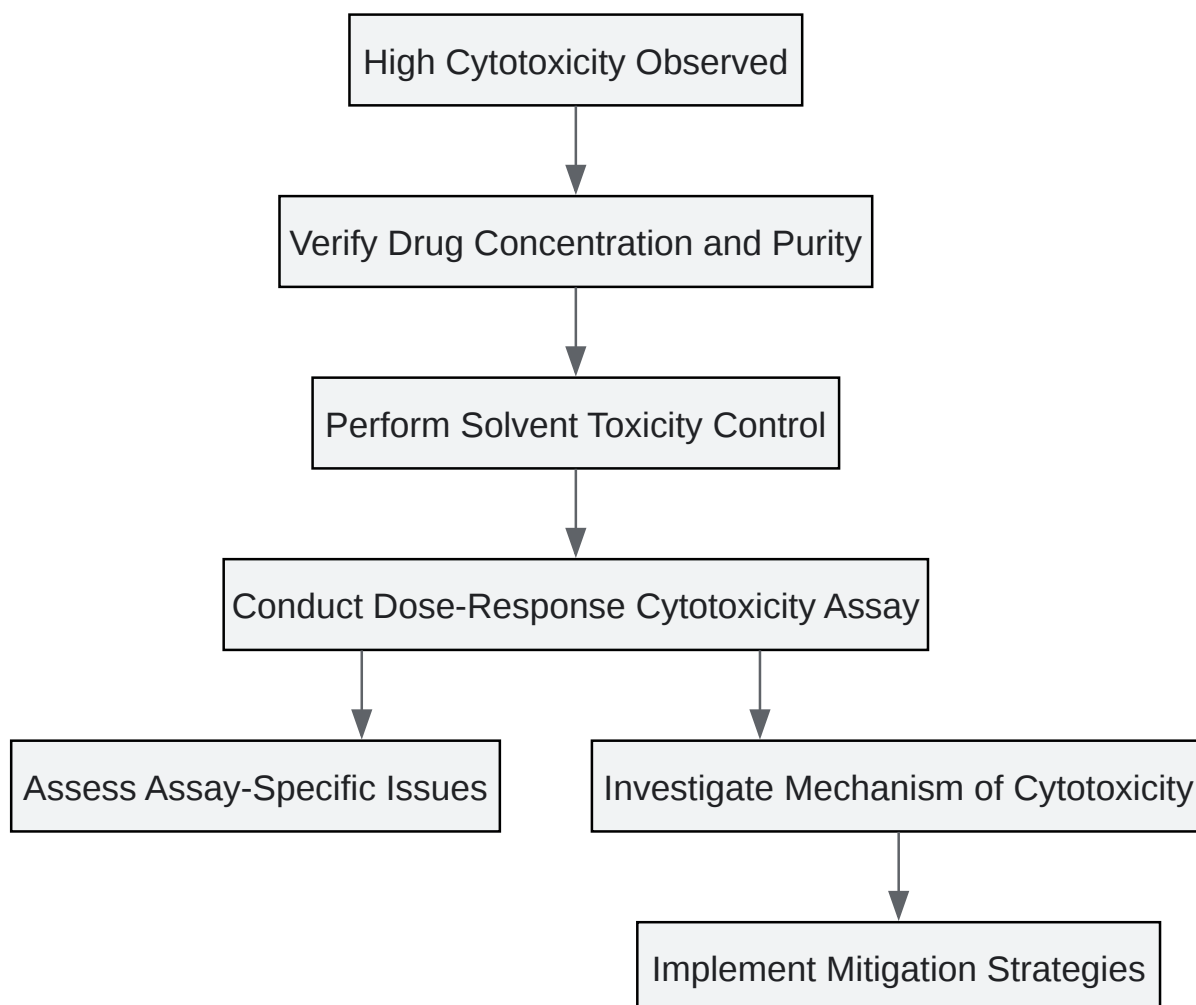 High Cytotoxicity Observed
Verify Drug Concentration and Purity
Perform Solvent Toxicity Control
Conduct Dose-Response Cytotoxicity Assay
Assess Assay-Specific Issues
Investigate Mechanism of Cytotoxicity
Implement Mitigation Strategies